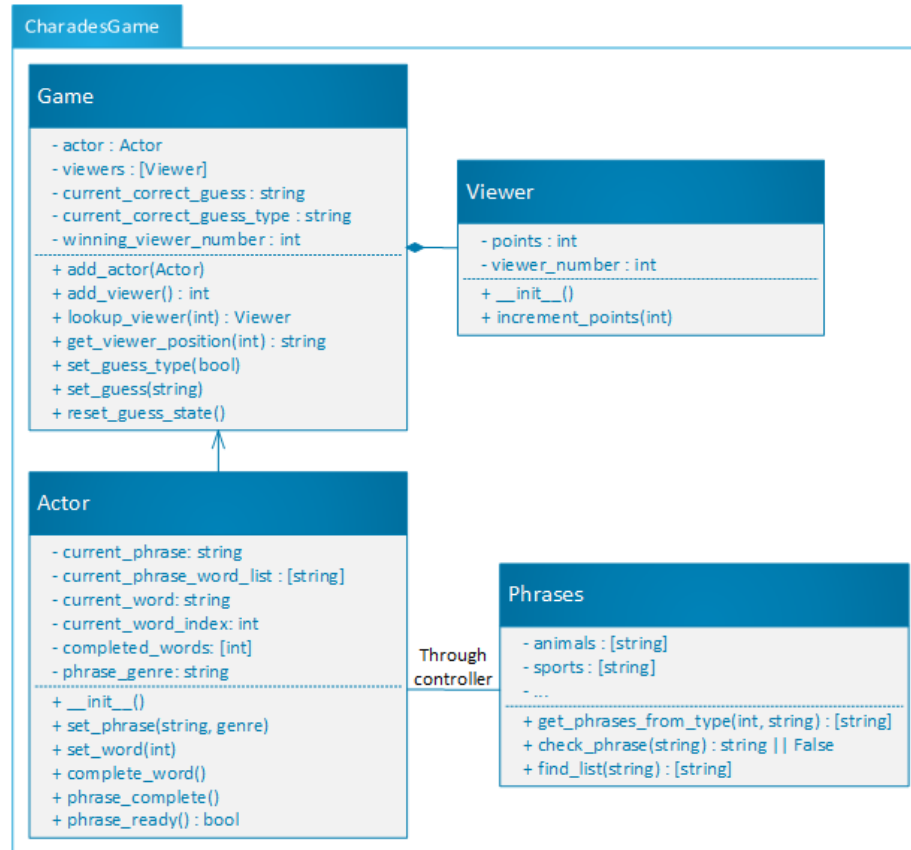 CharadesGame
Game
- actor : Actor
- viewers : [Viewer]
- current_correct_guess : string
- current_correct_guess_type : string
- winning_viewer_number : int
+ add_actor(Actor)
+ add_viewer() : int
+ lookup_viewer(int) : Viewer
+ get_viewer_position(int) : string
+ set_guess_type(bool)
+ set_guess(string)
+ reset_guess_state()
Viewer
- points : int
- viewer_number : int
+ __init__()
+ increment_points(int)
Actor
- current_phrase: string
- current_phrase_word_list : [string]
- current_word: string
- current_word_index: int
- completed_words: [int]
- phrase_genre: string
+ __init__()
+ set_phrase(string, genre)
+ set_word(int)
+ complete_word()
+ phrase_complete()
+ phrase_ready() : bool
Through
controller
Phrases
- animals : [string]
- sports : [string]
- ...
+ get_phrases_from_type(int, string) : [string]
+ check_phrase(string) : string || False
+ find_list(string) : [string]